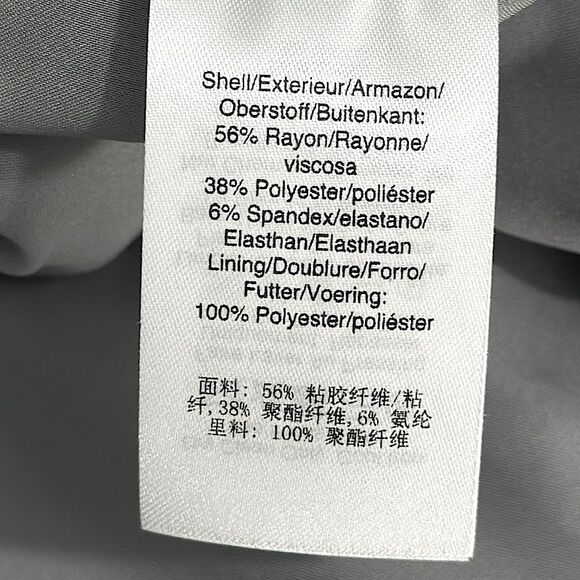 Shell/Exterieur/Armazon/
Oberstoff/Buitenkant:
56% Rayon/Rayonne/
viscosa
38% Polyester/poliéster
6% Spandex/elastano/
Elasthan/Elasthaan
Lining/Doublure/Forro/
Futter/Voering:
100% Polyester/poliéster
面料: 56% 粘胶纤维/粘
纤,38% 聚酯纤维,6% 氨纶
里料: 100% 聚酯纤维